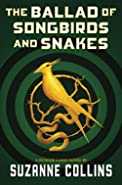 THE BALLAD OF
SONGBIRDS
AND SNAKES
SUZANNE
COLLINS